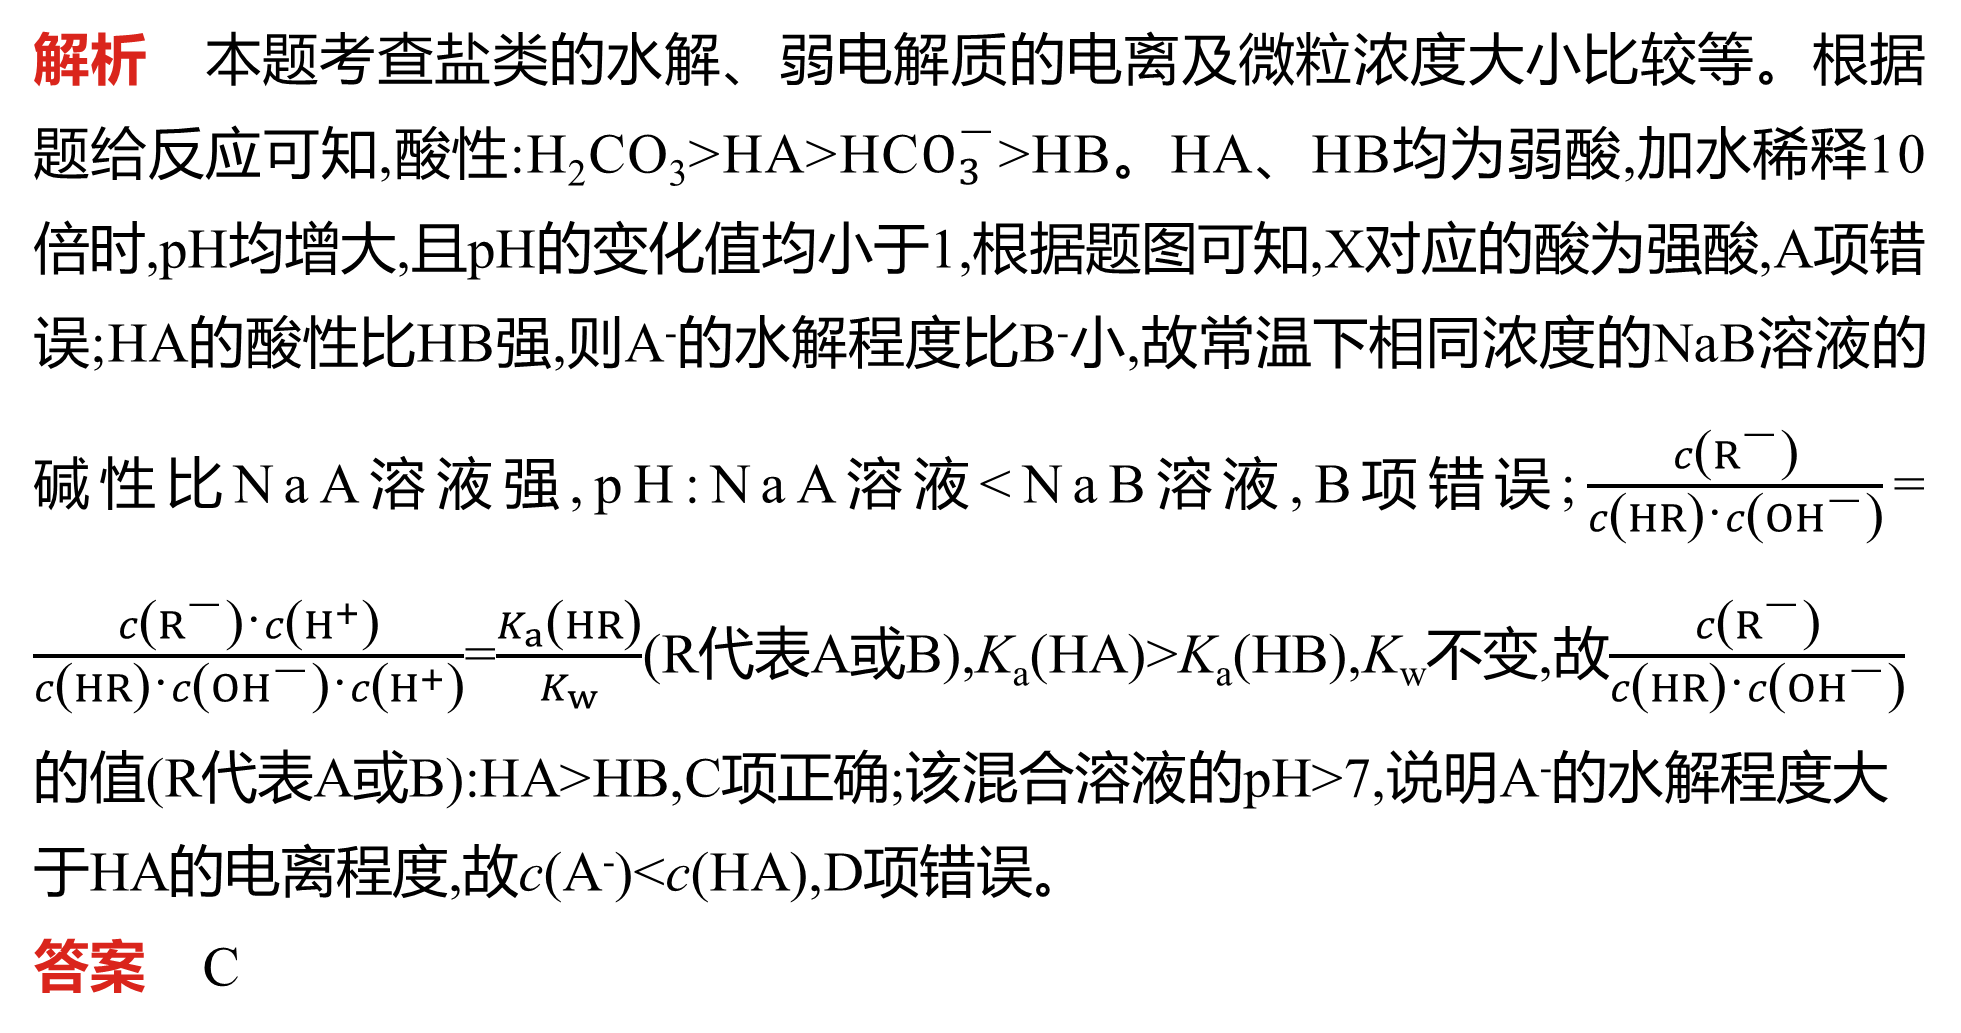 解析 本题考查盐类的水解、弱电解质的电离及微粒浓度大小比较等。根据
题给反应可知,酸性:H₂CO₃>HA>HCO₃⁻>HB。HA、HB均为弱酸,加水稀释10
倍时,pH均增大,且pH的变化值均小于1,根据题图可知,X对应的酸为强酸,A项错
误;HA的酸性比HB强,则A⁻的水解程度比B⁻小,故常温下相同浓度的NaB溶液的
碱性比NaA溶液强,pH:NaA溶液<NaB溶液,B项错误;c(R⁻)/c(HR)·c(OH⁻)=
c(R⁻)·c(H⁺)/c(HR)·c(OH⁻)·c(H⁺)=Ka(HR)/Kw(R代表A或B),Ka(HA)>Ka(HB),Kw不变,故c(R⁻)/c(HR)·c(OH⁻)
的值(R代表A或B):HA>HB,C项正确;该混合溶液的pH>7,说明A⁻的水解程度大
于HA的电离程度,故c(A⁻)<c(HA),D项错误。
答案 C